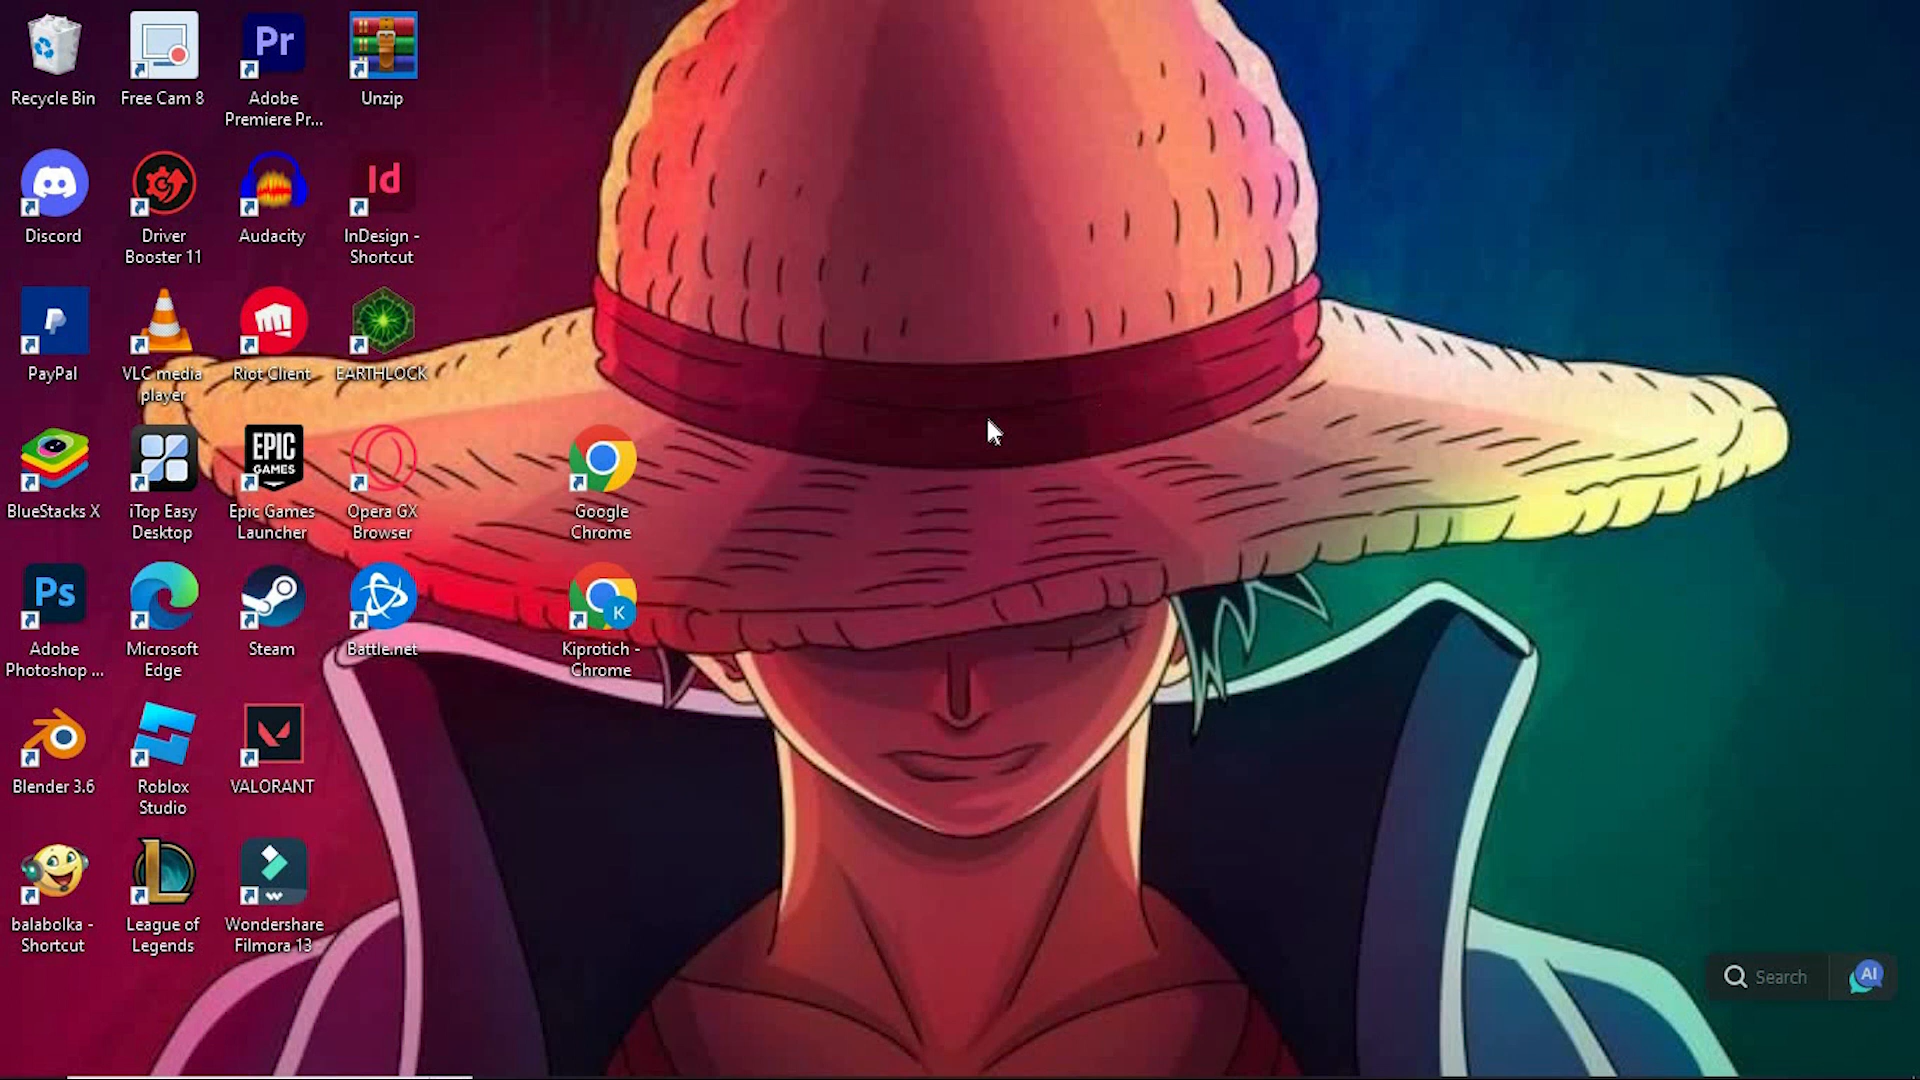 Recycle Bin
Free Cam 8
Pr
Adobe
Premiere Pr...
Unzip
Discord
Driver
Booster 11
Audacity
Id
InDesign -
Shortcut
PayPal
VLC media
player
Riot Client
EARTHLOCK
BlueStacks X
iTop Easy
Desktop
EPIC
GAMES
Epic Games
Launcher
Opera GX
Browser
Google
Chrome
Ps
Adobe
Photoshop ...
Microsoft
Edge
Steam
Battle.net
K
Kiprotich -
Chrome
Blender 3.6
Roblox
Studio
VALORANT
balabolka -
Shortcut
League of
Legends
Wondershare
Filmora 13
Search
AI